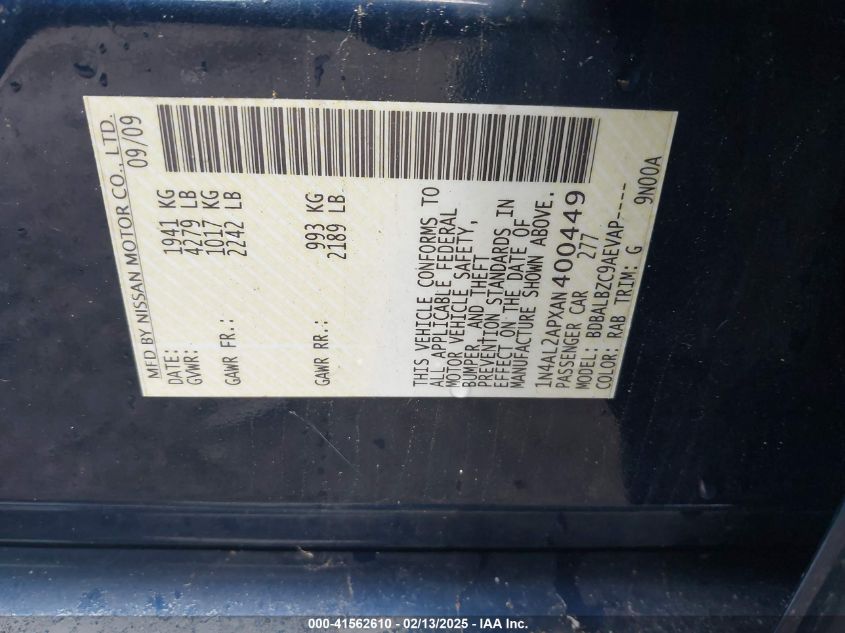 MFD BY NISSAN MOTOR CO., LTD.
DATE: 09/09
GVWR: 1941 KG
4279 LB
GAWR FR.: 1017 KG
2242 LB
GAWR RR.: 993 KG
2189 LB
THIS VEHICLE CONFORMS TO
ALL APPLICABLE FEDERAL
MOTOR VEHICLE SAFETY,
BUMPER, AND THEFT
PREVENTION STANDARDS IN
EFFECT ON THE DATE OF
MANUFACTURE SHOWN ABOVE.
1N4AL2APXAN400449
PASSENGER CAR 277
MODEL: BDBALBZC9AEVAP----
COLOR: RAB TRIM: G 9N00A
000-41562610 - 02/13/2025 - IAA Inc.